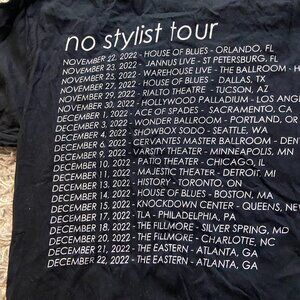 no stylist tour
NOVEMBER 22, 2022 - HOUSE OF BLUES - ORLANDO, FL
NOVEMBER 23, 2022 - JANNUS LIVE - ST PETERSBURG, FL
NOVEMBER 25, 2022 - WAREHOUSE LIVE - THE BALLROOM - H
NOVEMBER 27, 2022 - HOUSE OF BLUES - DALLAS, TX
NOVEMBER 29, 2022 - RIALTO THEATRE - TUCSON, AZ
NOVEMBER 30, 2022 - HOLLYWOOD PALLADIUM - LOS ANGEL
DECEMBER 1, 2022 - ACE OF SPADES - SACRAMENTO, CA
DECEMBER 3, 2022 - WONDER BALLROOM - PORTLAND, OR
DECEMBER 4, 2022 - SHOWBOX SODO - SEATTLE, WA
DECEMBER 6, 2022 - CERVANTES MASTER BALLROOM - DEN
DECEMBER 9, 2022 - VARSITY THEATER - MINNEAPOLIS, MN
DECEMBER 10, 2022 - PATIO THEATER - CHICAGO, IL
DECEMBER 11, 2022 - MAJESTIC THEATER - DETROIT, MI
DECEMBER 13, 2022 - HISTORY - TORONTO, ON
DECEMBER 14, 2022 - HOUSE OF BLUES - BOSTON, MA
DECEMBER 15, 2022 - KNOCKDOWN CENTER - QUEENS, NE
DECEMBER 17, 2022 - TLA - PHILADELPHIA, PA
DECEMBER 18, 2022 - THE FILLMORE - SILVER SPRING, MD
DECEMBER 20, 2022 - THE FILLMORE - CHARLOTTE, NC
DECEMBER 21, 2022 - THE EASTERN - ATLANTA, GA
DECEMBER 22, 2022 - THE EASTERN - ATLANTA, GA